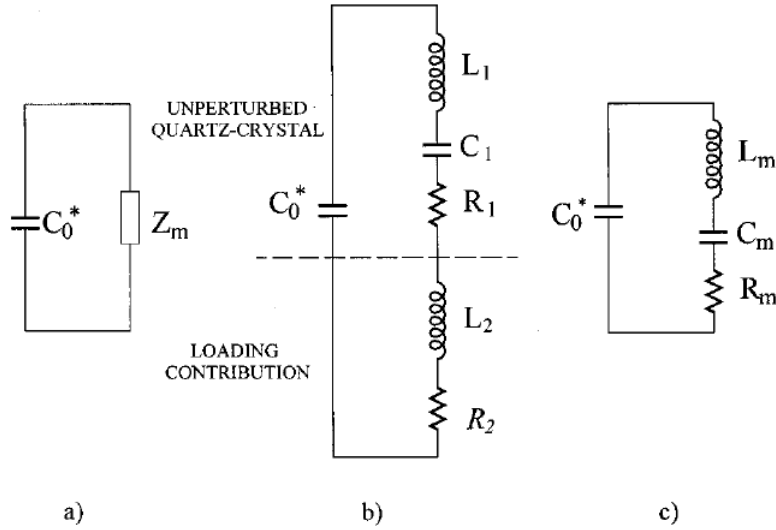 L₁
UNPERTURBED
QUARTZ-CRYSTAL
C₁
R₁
C₀*
Zₘ
C₀*
L₂
R₂
LOADING
CONTRIBUTION
Lₘ
C₀*
Cₘ
Rₘ
a)
b)
c)